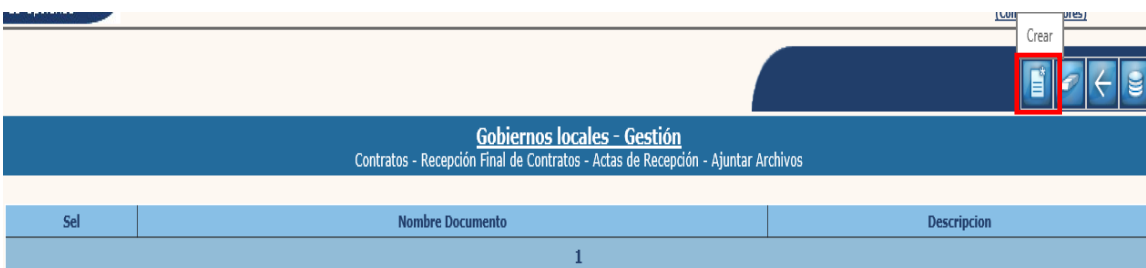 Crear
Gobiernos locales - Gestión
Contratos - Recepción Final de Contratos - Actas de Recepción - Ajuntar Archivos
Sel Nombre Documento Descripcion
1